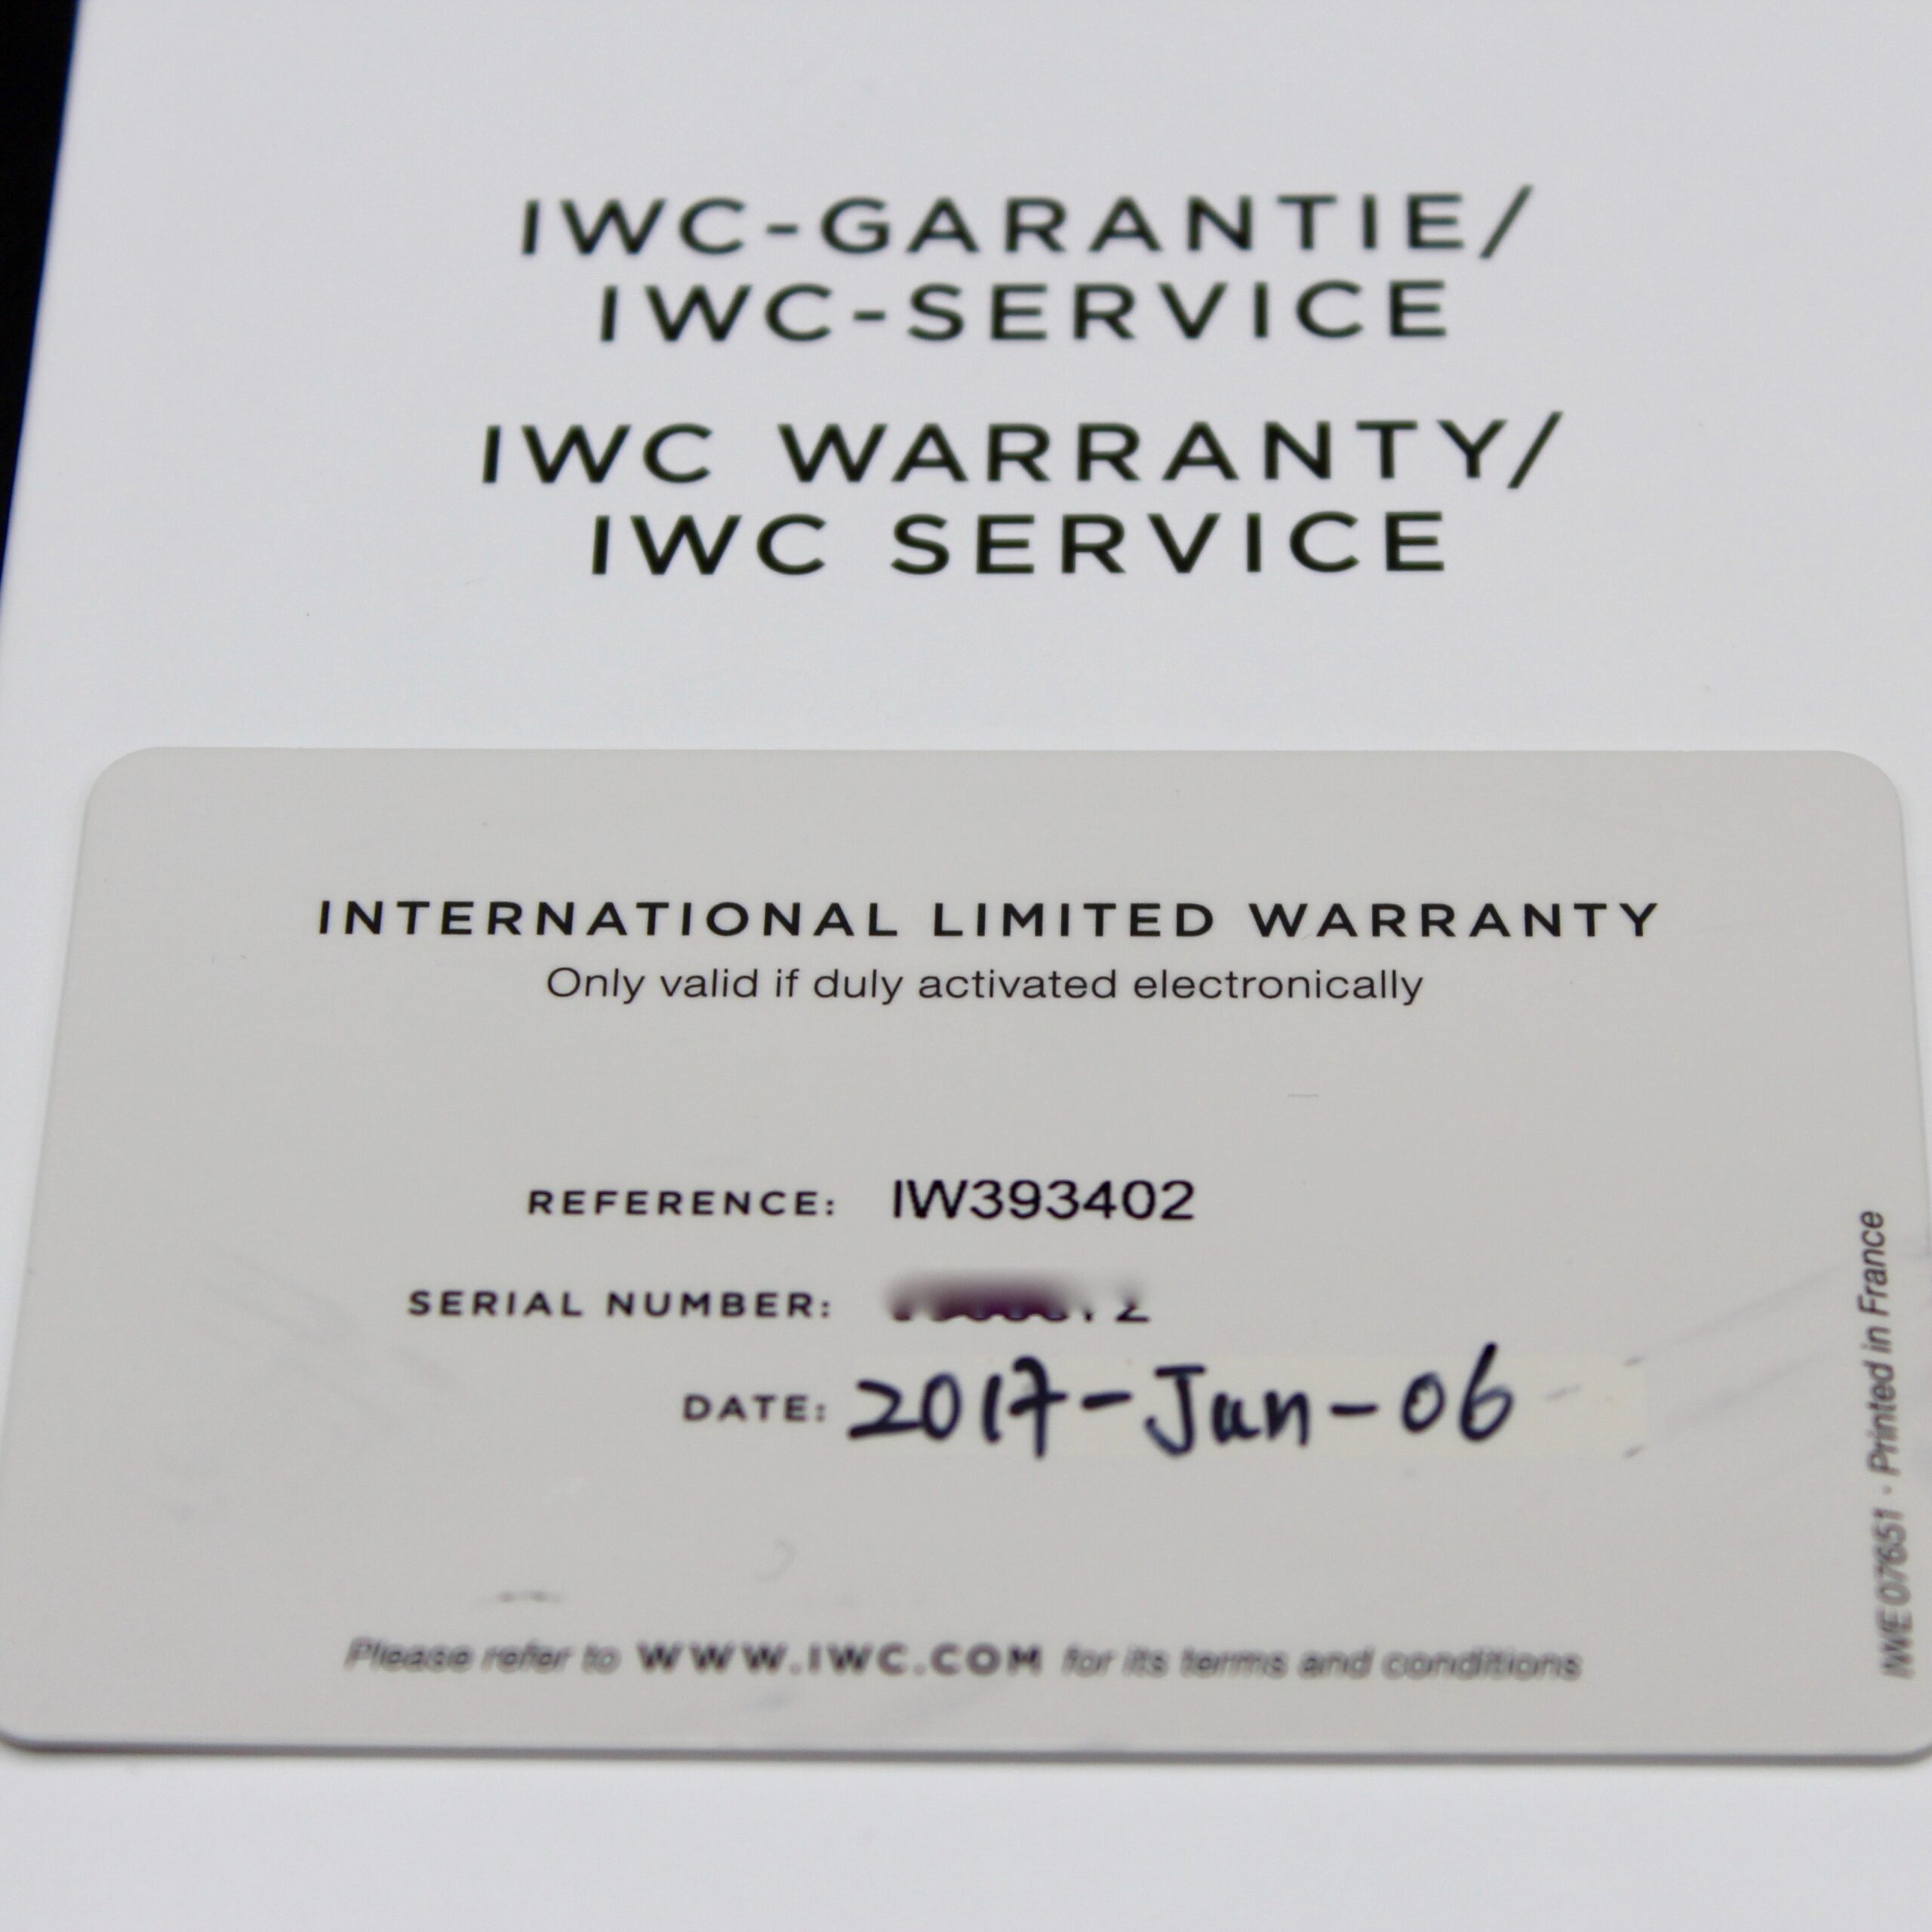 IWC-GARANTIE/
IWC-SERVICE
IWC WARRANTY/
IWC SERVICE
INTERNATIONAL LIMITED WARRANTY
Only valid if duly activated electronically
REFERENCE: IW393402
SERIAL NUMBER:
DATE: 2017-Jun-06
Please refer to WWW.IWC.COM for its terms and conditions
IWE07651 - Printed in France